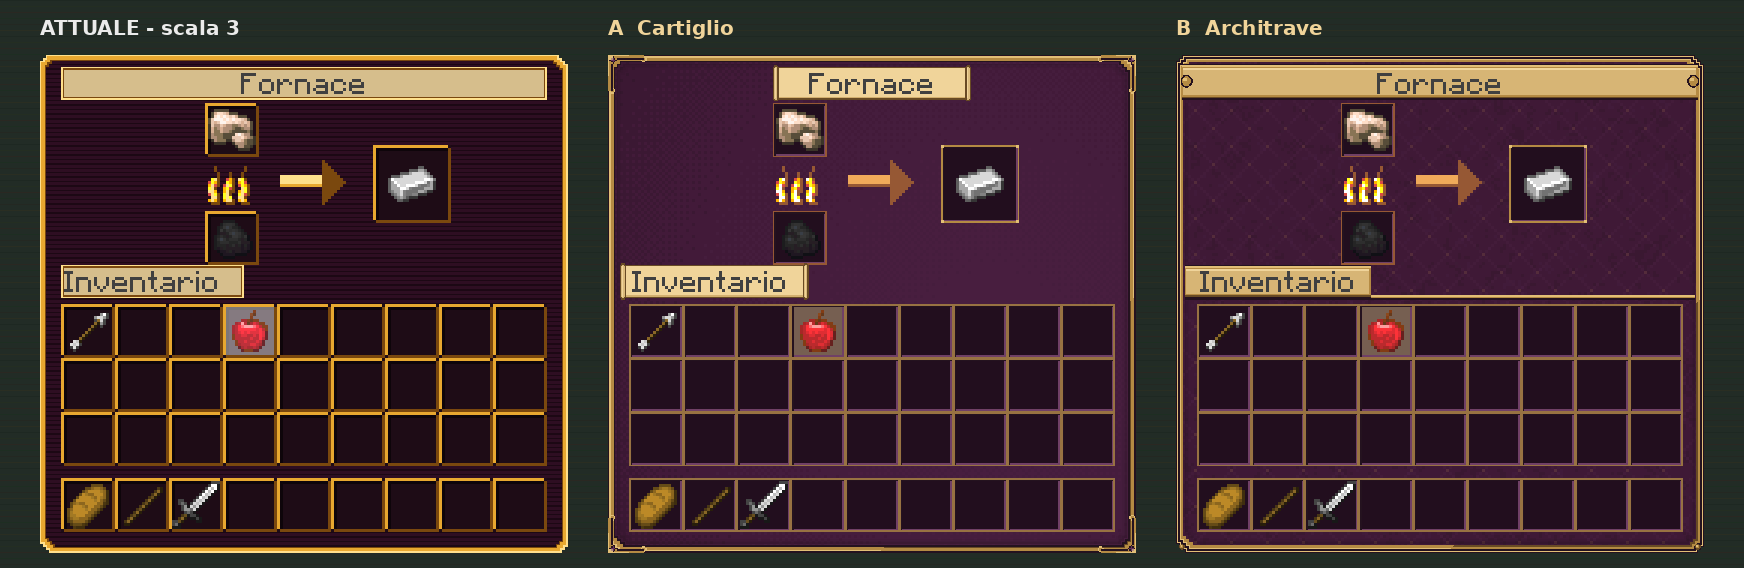 ATTUALE - scala 3
Fornace
Inventario
A Cartiglio
Fornace
Inventario
B Architrave
Fornace
Inventario